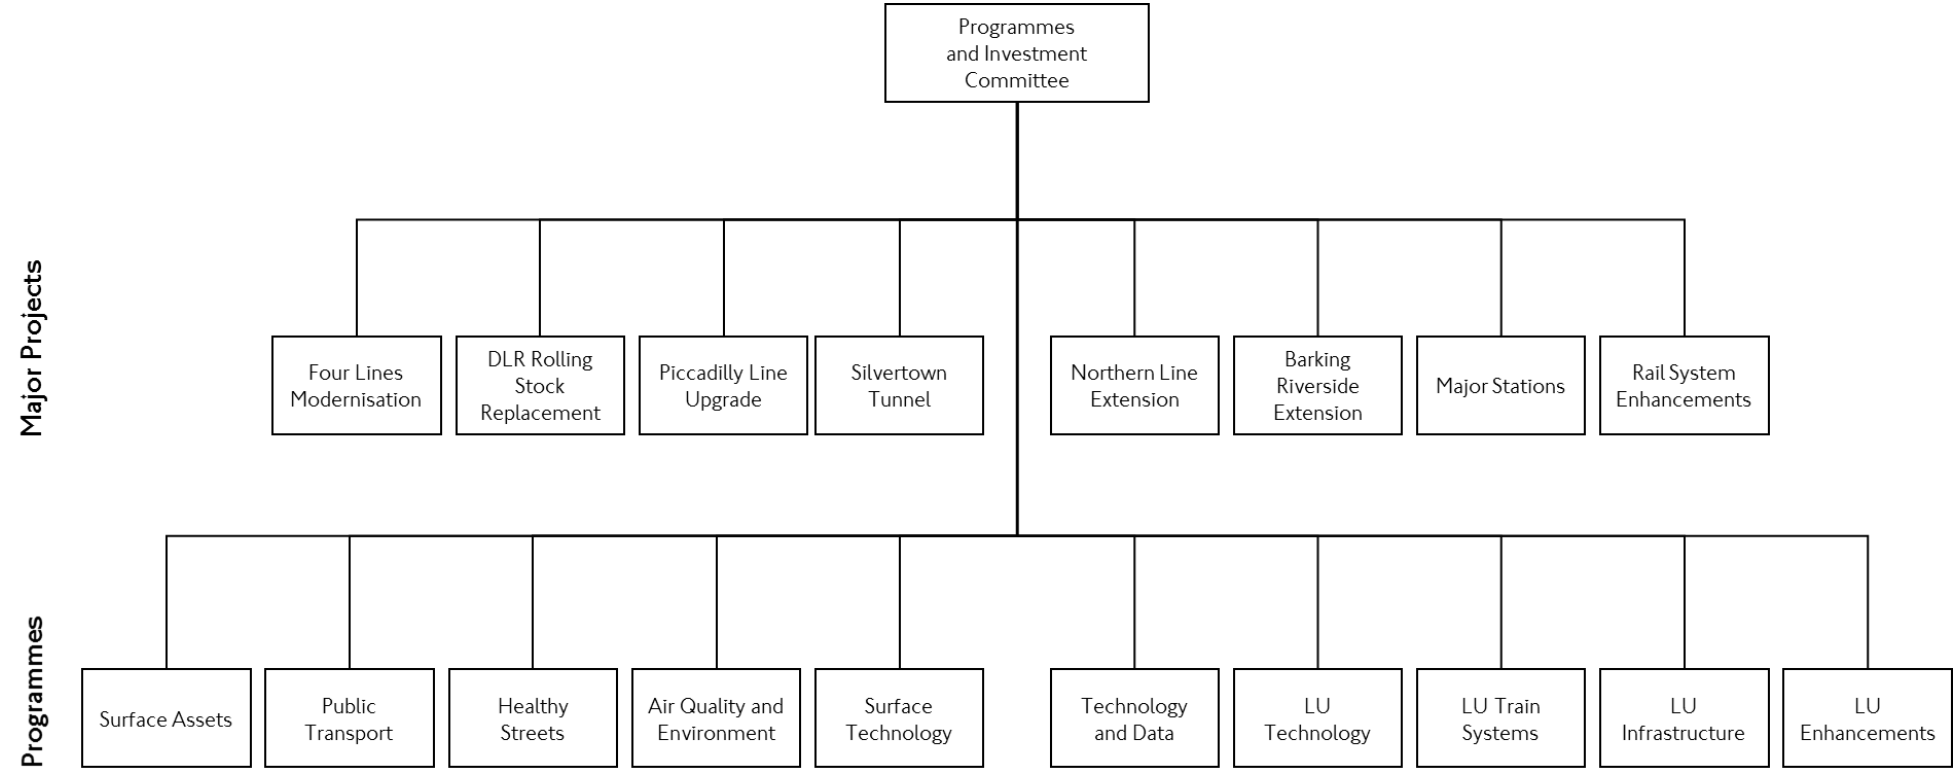 Programmes
and Investment
Committee
Major Projects
Four Lines
Modernisation
DLR Rolling
Stock
Replacement
Piccadilly Line
Upgrade
Silvertown
Tunnel
Northern Line
Extension
Barking
Riverside
Extension
Major Stations
Rail System
Enhancements
Programmes
Surface Assets
Public
Transport
Healthy
Streets
Air Quality and
Environment
Surface
Technology
Technology
and Data
LU
Technology
LU Train
Systems
LU
Infrastructure
LU
Enhancements